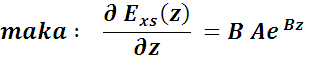 maka : ∂ E_xs(z) / ∂z = B Ae^Bz